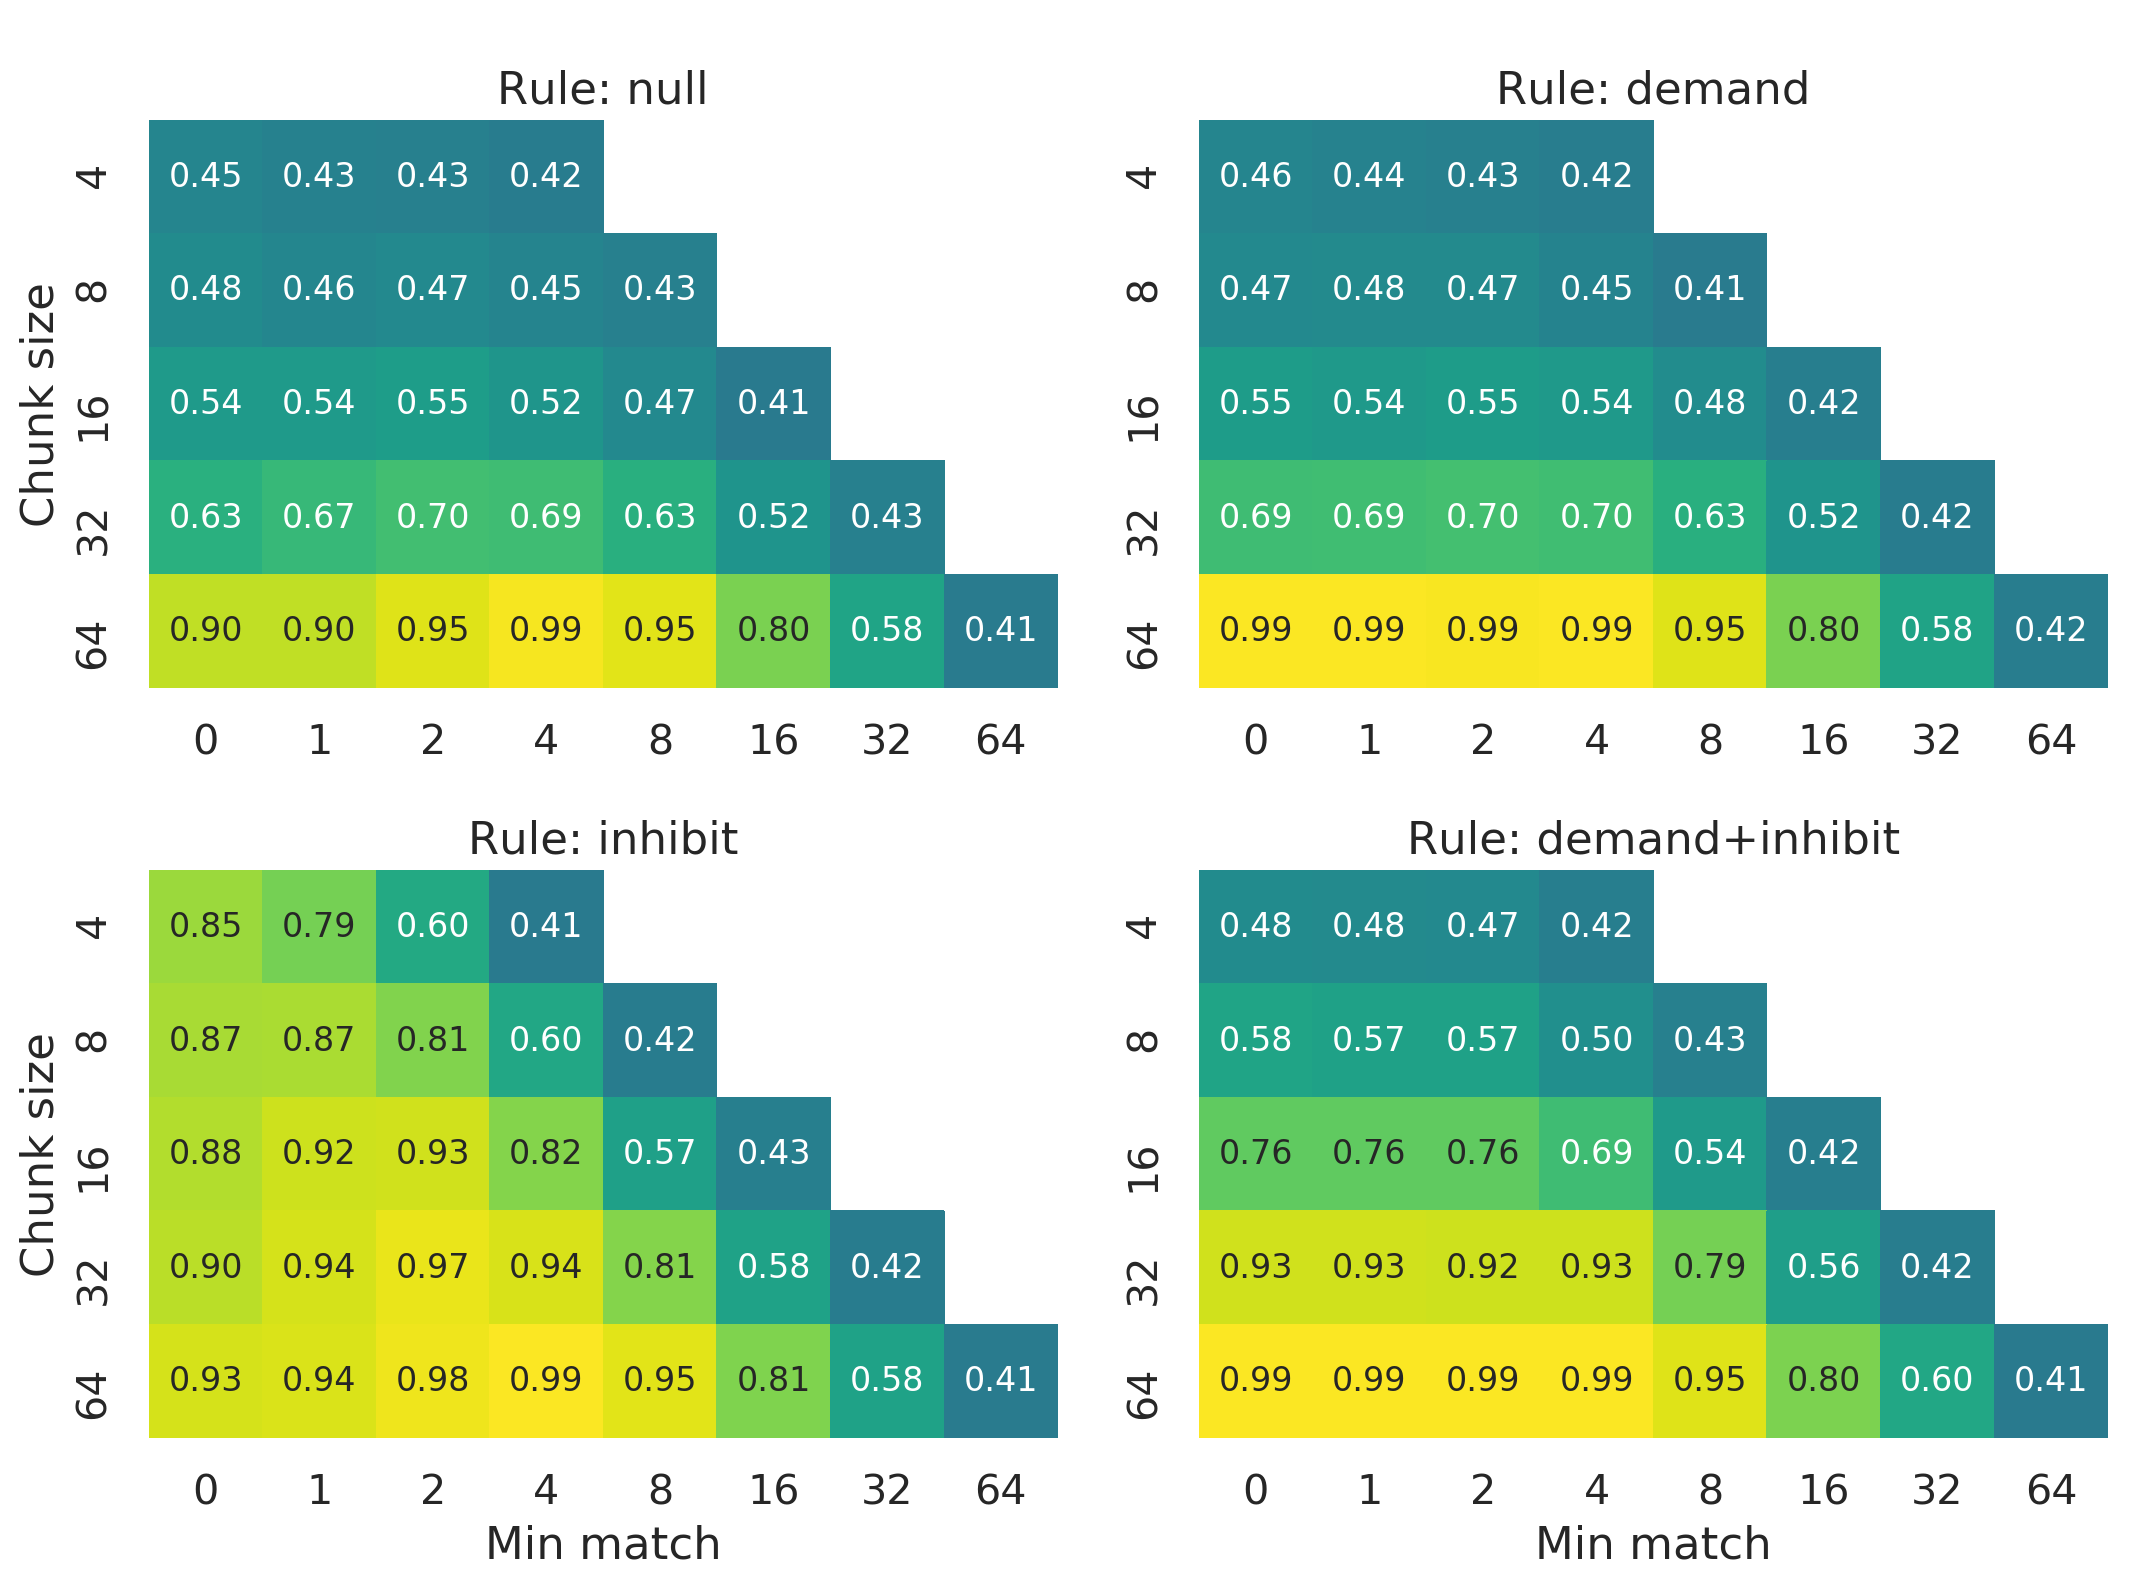 Rule: null
4 0.45 0.43 0.43 0.42
8 0.48 0.46 0.47 0.45 0.43
16 0.54 0.54 0.55 0.52 0.47 0.41
32 0.63 0.67 0.70 0.69 0.63 0.52 0.43
64 0.90 0.90 0.95 0.99 0.95 0.80 0.58 0.41
Chunk size
0 1 2 4 8 16 32 64
Rule: demand
4 0.46 0.44 0.43 0.42
8 0.47 0.48 0.47 0.45 0.41
16 0.55 0.54 0.55 0.54 0.48 0.42
32 0.69 0.69 0.70 0.70 0.63 0.52 0.42
64 0.99 0.99 0.99 0.99 0.95 0.80 0.58 0.42
0 1 2 4 8 16 32 64
Rule: inhibit
4 0.85 0.79 0.60 0.41
8 0.87 0.87 0.81 0.60 0.42
16 0.88 0.92 0.93 0.82 0.57 0.43
32 0.90 0.94 0.97 0.94 0.81 0.58 0.42
64 0.93 0.94 0.98 0.99 0.95 0.81 0.58 0.41
Chunk size
0 1 2 4 8 16 32 64
Min match
Rule: demand+inhibit
4 0.48 0.48 0.47 0.42
8 0.58 0.57 0.57 0.50 0.43
16 0.76 0.76 0.76 0.69 0.54 0.42
32 0.93 0.93 0.92 0.93 0.79 0.56 0.42
64 0.99 0.99 0.99 0.99 0.95 0.80 0.60 0.41
0 1 2 4 8 16 32 64
Min match